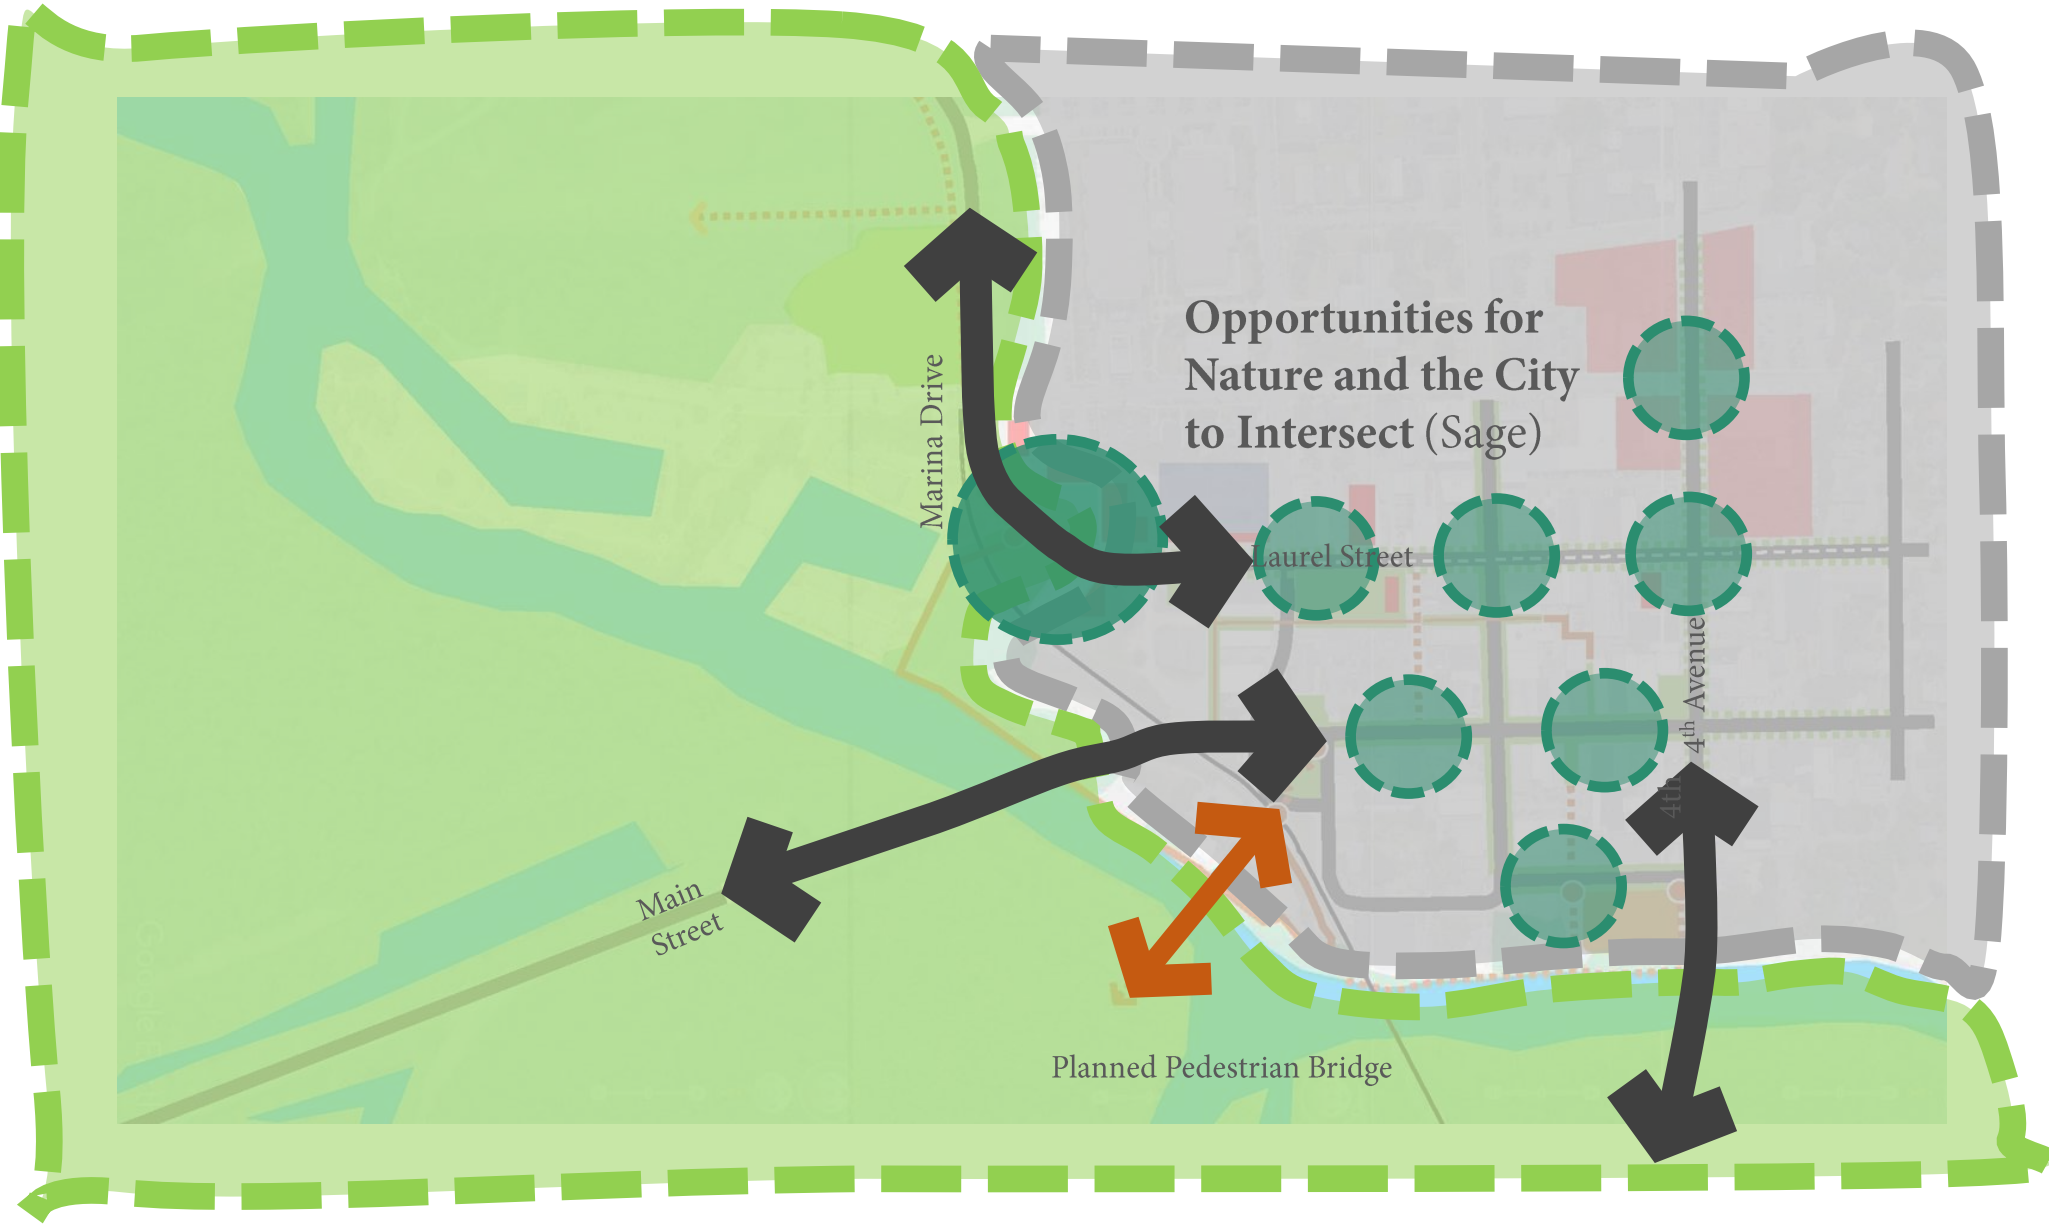 Opportunities for
Nature and the City
to Intersect (Sage)
Marina Drive
Laurel Street
4th Avenue
4th
Main
Street
Planned Pedestrian Bridge